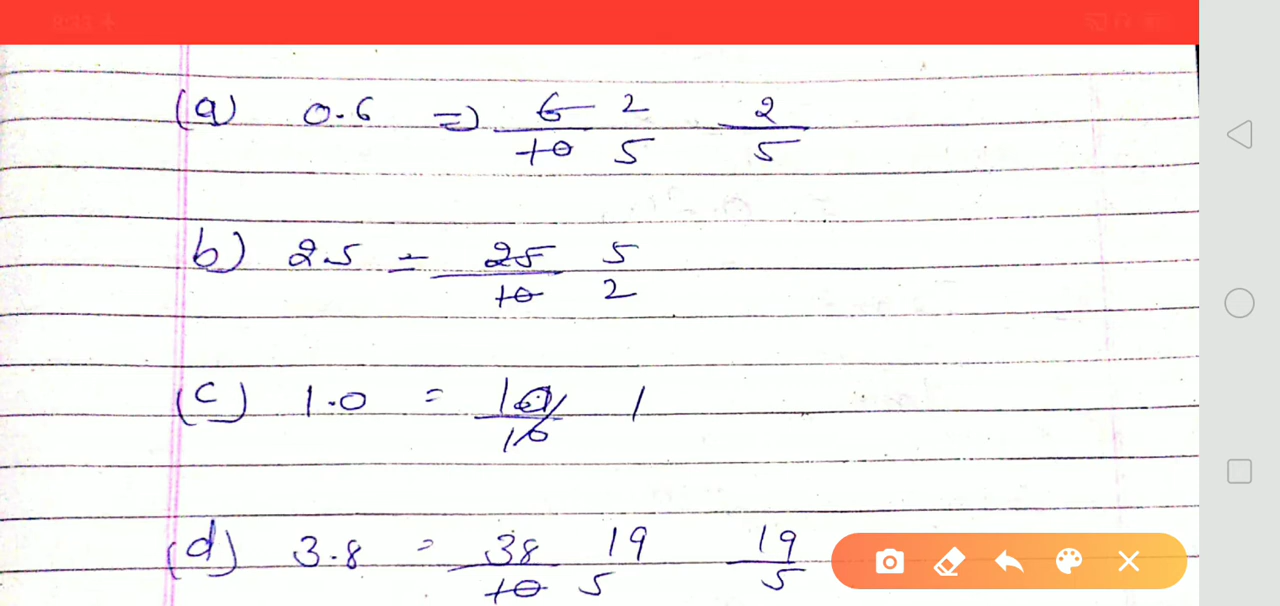 (a) 0.6 => 6/10 2/5 2/5
b) 2.5 = 25/10 5/2
(c) 1.0 = 10/10 1
(d) 3.8 = 38/10 19/5 19/5